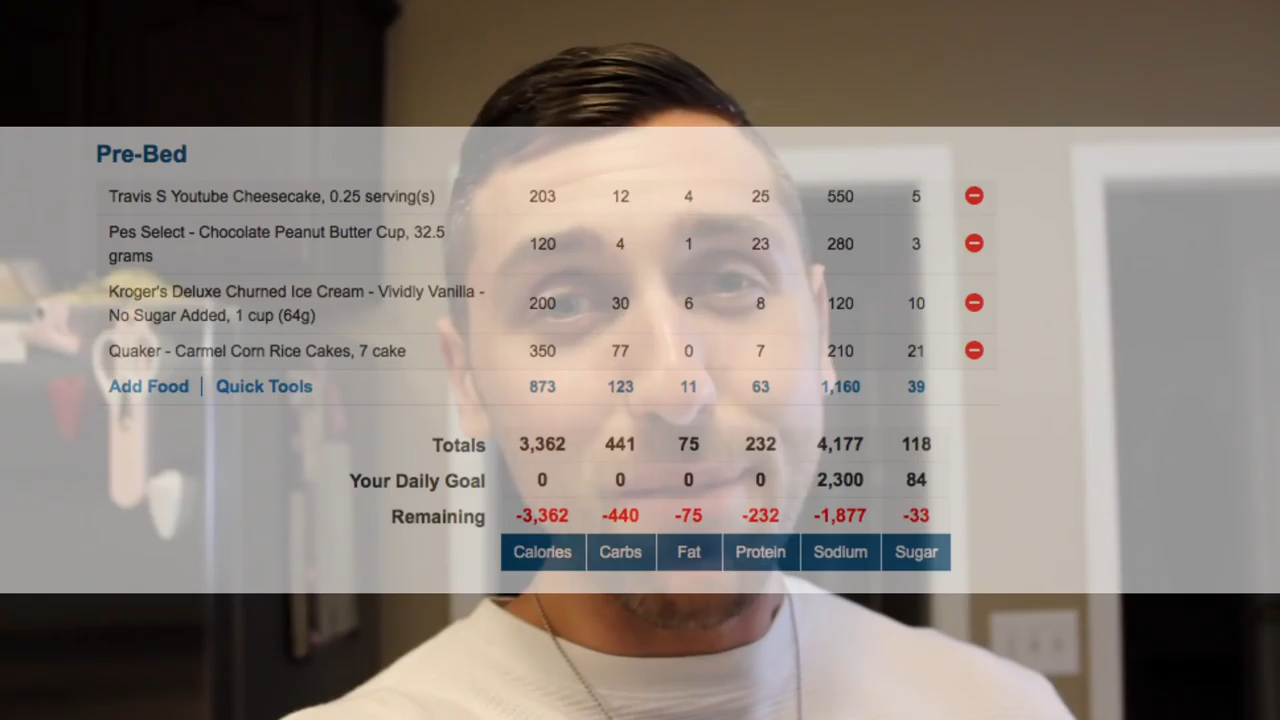 Pre-Bed
Travis S Youtube Cheesecake, 0.25 serving(s) 203 12 4 25 550 5
Pes Select - Chocolate Peanut Butter Cup, 32.5
grams 120 4 1 23 280 3
Kroger's Deluxe Churned Ice Cream - Vividly Vanilla -
No Sugar Added, 1 cup (64g) 200 30 6 8 120 10
Quaker - Carmel Corn Rice Cakes, 7 cake 350 77 0 7 210 21
Add Food | Quick Tools 873 123 11 63 1,160 39
Totals 3,362 441 75 232 4,177 118
Your Daily Goal 0 0 0 0 2,300 84
Remaining -3,362 -440 -75 -232 -1,877 -33
Calories Carbs Fat Protein Sodium Sugar